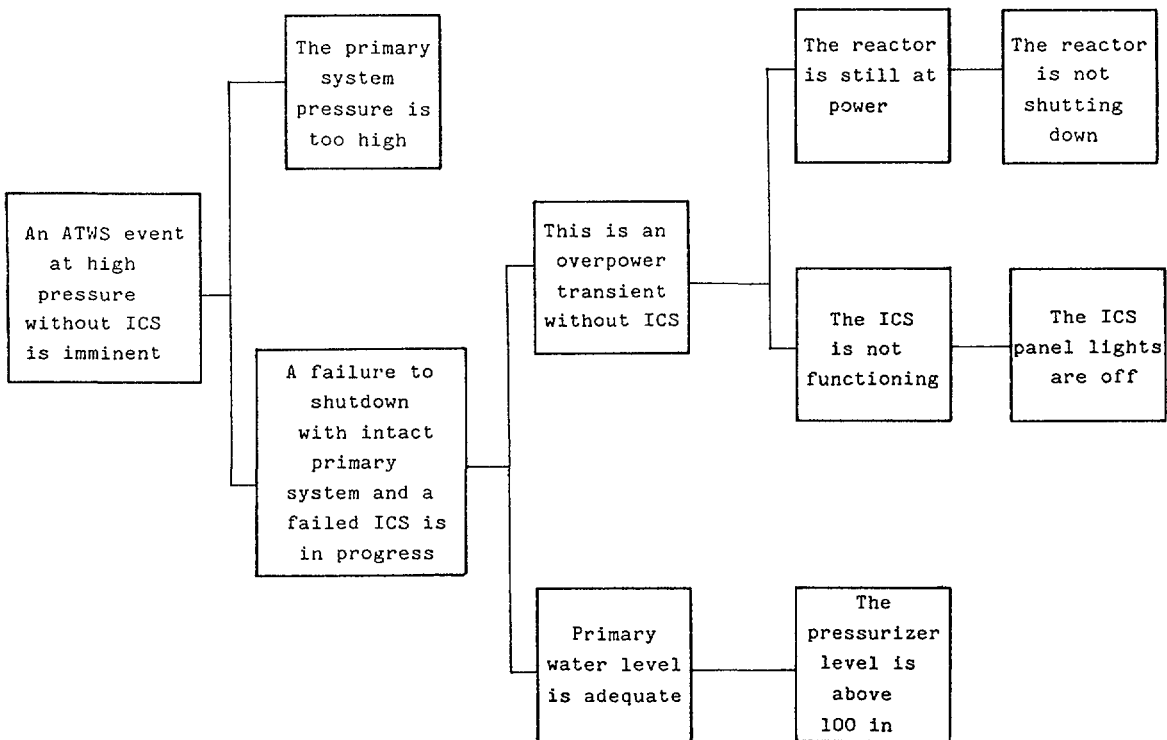 The primary
system
pressure is
too high
The reactor
is still at
power
The reactor
is not
shutting
down
An ATWS event
at high
pressure
without ICS
is imminent
This is an
overpower
transient
without ICS
The ICS
is not
functioning
The ICS
panel lights
are off
A failure to
shutdown
with intact
primary
system and a
failed ICS is
in progress
Primary
water level
is adequate
The
pressurizer
level is
above
100 in